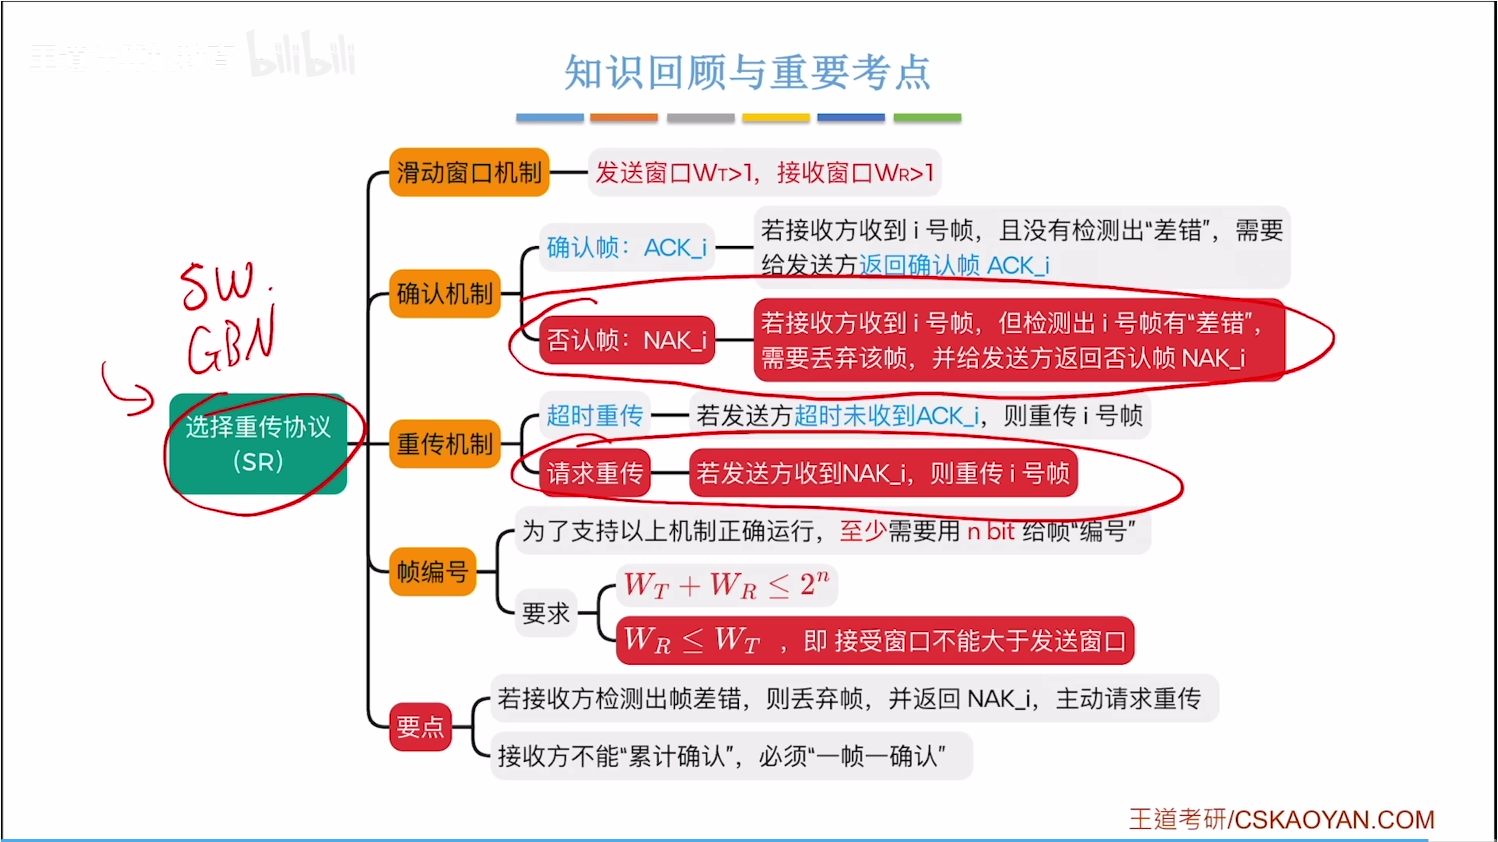 bilibili
知识回顾与重要考点
滑动窗口机制
发送窗口WT>1，接收窗口WR>1
确认帧：ACK_i
若接收方收到 i 号帧，且没有检测出“差错”，需要
给发送方返回确认帧 ACK_i
确认机制
否认帧：NAK_i
若接收方收到 i 号帧，但检测出 i 号帧有“差错”，
需要丢弃该帧，并给发送方返回否认帧 NAK_i
SW.
GBN
选择重传协议
（SR）
重传机制
超时重传
若发送方超时未收到ACK_i，则重传 i 号帧
请求重传
若发送方收到NAK_i，则重传 i 号帧
帧编号
为了支持以上机制正确运行，至少需要用 n bit 给帧“编号”
要求
W_T + W_R ≤ 2^n
W_R ≤ W_T ，即 接受窗口不能大于发送窗口
要点
若接收方检测出帧差错，则丢弃帧，并返回 NAK_i，主动请求重传
接收方不能“累计确认”，必须“一帧一确认”
王道考研/CSKAOYAN.COM